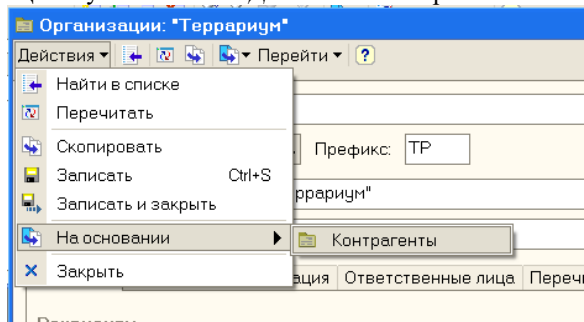 Организации: "Террариум"
Действия Перейти ?
Найти в списке
Перечитать
Скопировать
Префикс: ТР
Записать Ctrl+S
ррариум"
Записать и закрыть
На основании Контрагенты
Закрыть
ация Ответственные лица Переч